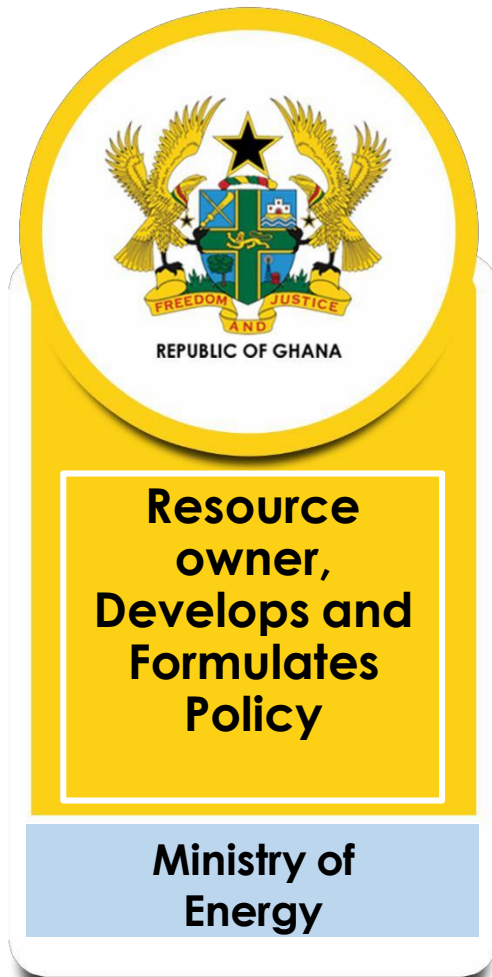 FREEDOM
JUSTICE
AND
REPUBLIC OF GHANA
Resource
owner,
Develops and
Formulates
Policy
Ministry of
Energy